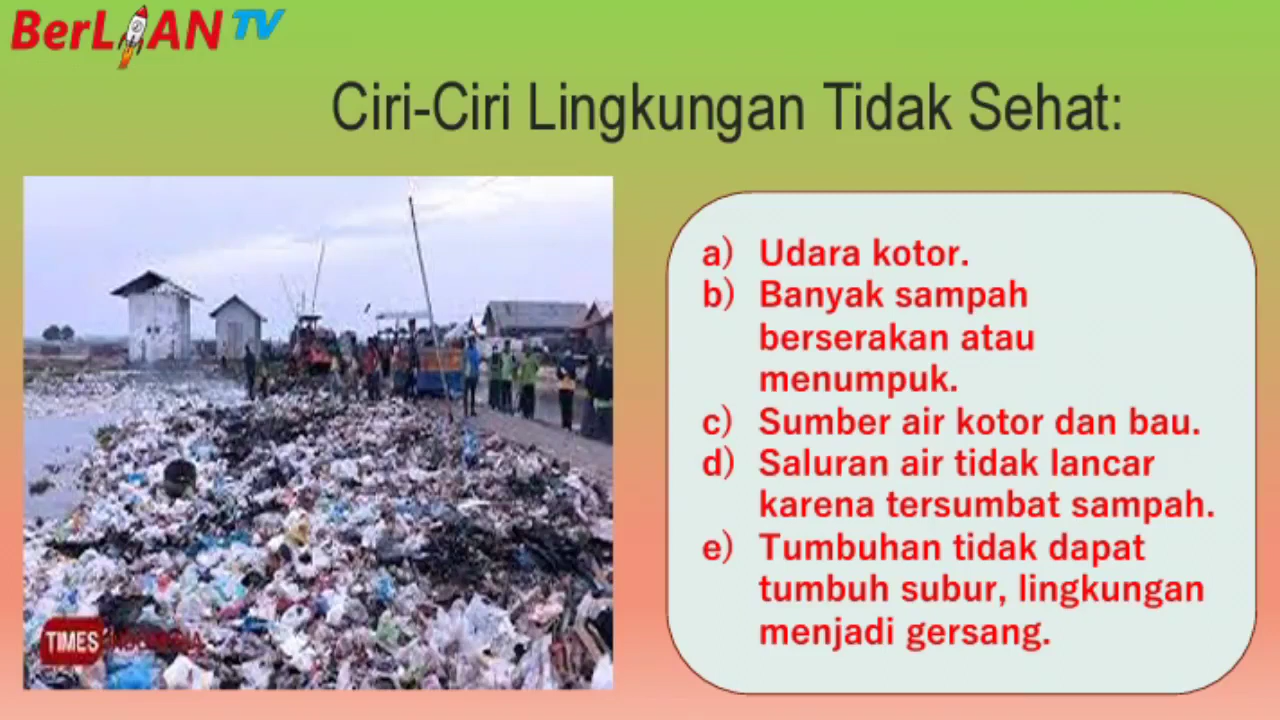 BerLIAN TV
Ciri-Ciri Lingkungan Tidak Sehat:
a) Udara kotor.
b) Banyak sampah
berserakan atau
menumpuk.
c) Sumber air kotor dan bau.
d) Saluran air tidak lancar
karena tersumbat sampah.
e) Tumbuhan tidak dapat
tumbuh subur, lingkungan
menjadi gersang.
TIMES INDONESIA